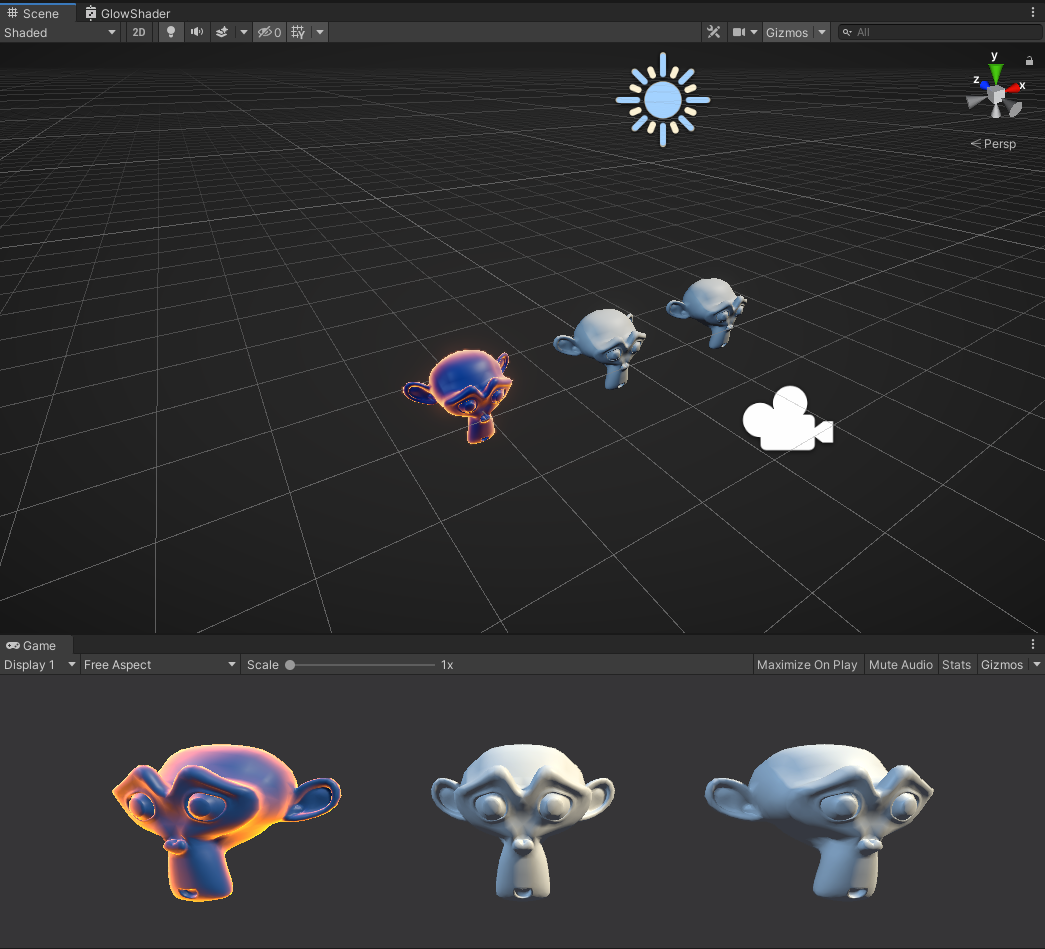 Scene GlowShader
Shaded 2D 0 Gizmos All
y
z x
Persp
Game
Display 1 Free Aspect Scale 1x Maximize On Play Mute Audio Stats Gizmos